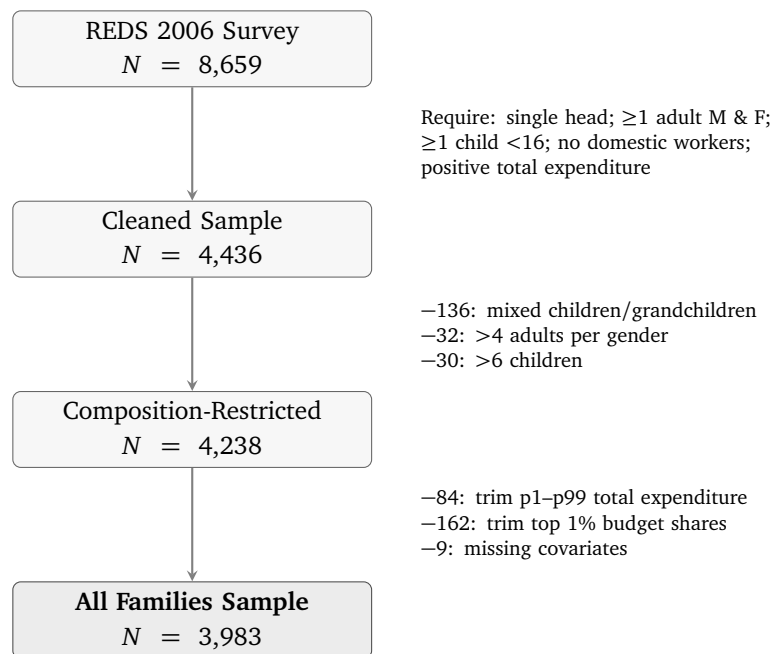 REDS 2006 Survey
N = 8,659
Require: single head; ≥1 adult M & F;
≥1 child <16; no domestic workers;
positive total expenditure
Cleaned Sample
N = 4,436
−136: mixed children/grandchildren
−32: >4 adults per gender
−30: >6 children
Composition-Restricted
N = 4,238
−84: trim p1–p99 total expenditure
−162: trim top 1% budget shares
−9: missing covariates
All Families Sample
N = 3,983